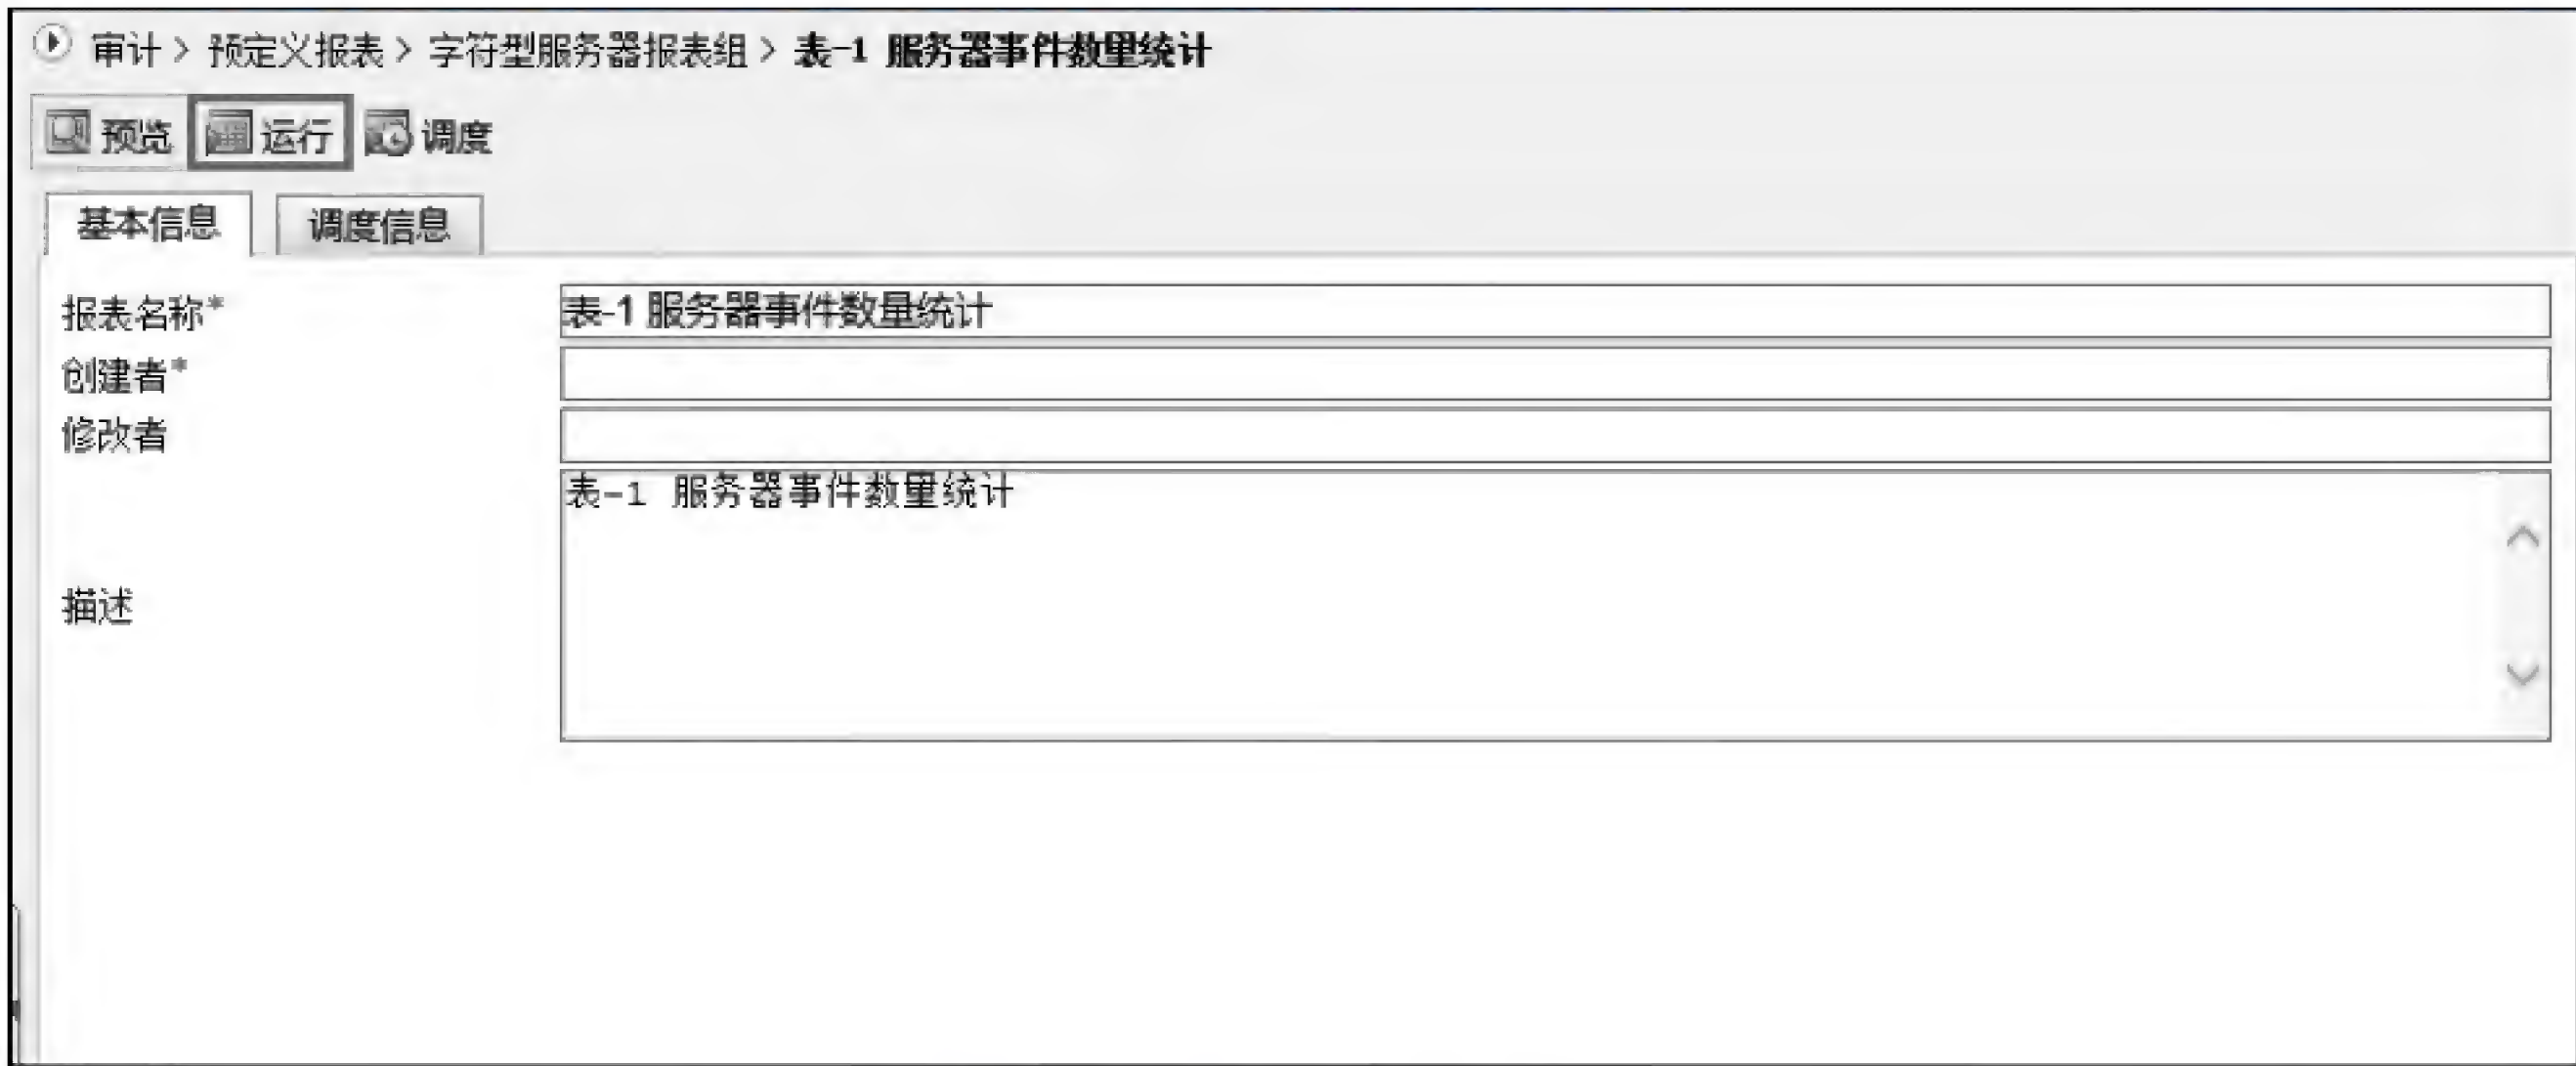 审计 > 预定义报表 > 字符型服务器报表组 > 表-1 服务器事件数量统计
预览 运行 调度
基本信息 调度信息
报表名称* 表-1 服务器事件数量统计
创建者*
修改者
表-1 服务器事件数量统计
描述